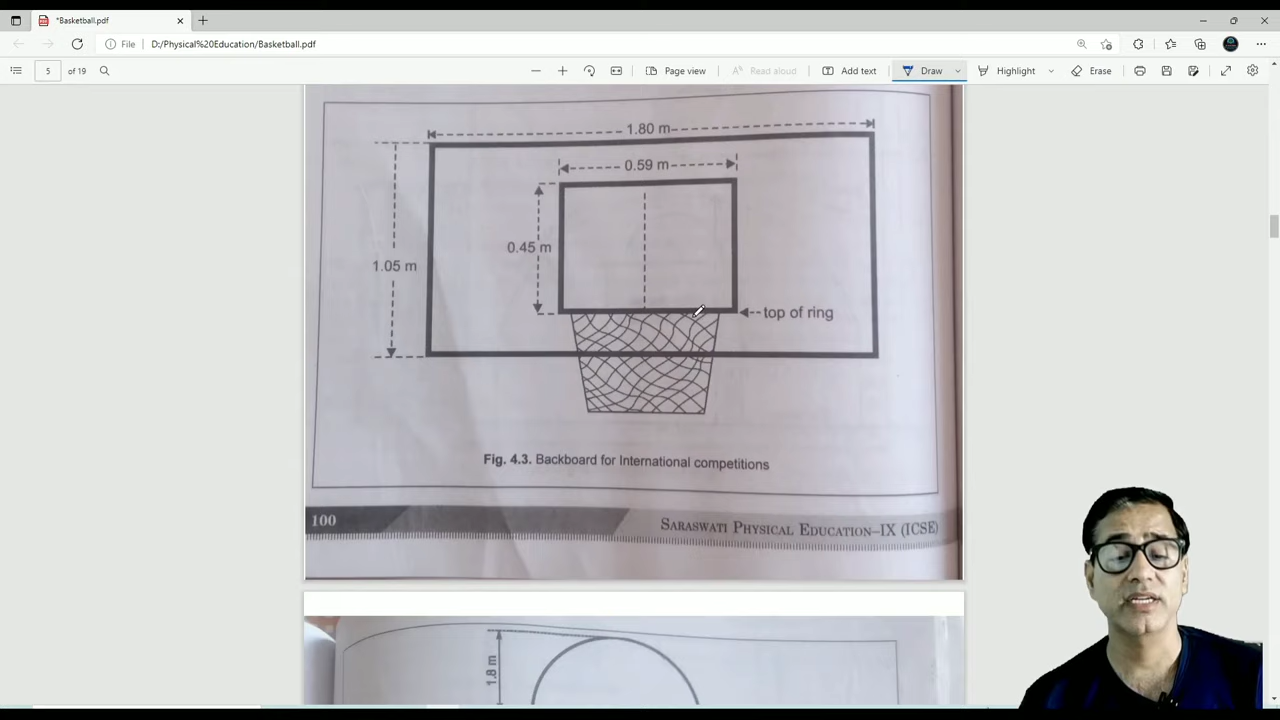 *Basketball.pdf
File D:/Physical%20Education/Basketball.pdf
5 of 19 Page view Read aloud Add text Draw Highlight Erase
1.80 m
0.59 m
0.45 m
1.05 m
top of ring
Fig. 4.3. Backboard for International competitions
100
SARASWATI PHYSICAL EDUCATION–IX (ICSE)
1.8 m